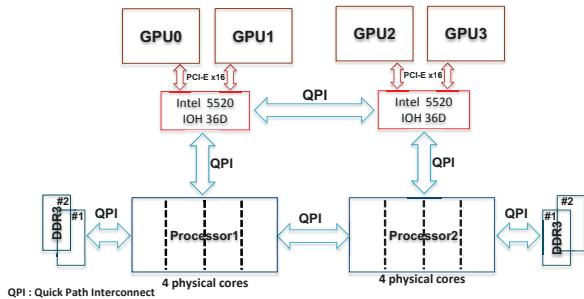 GPU0
GPU1
GPU2
GPU3
PCI-E x16
PCI-E x16
Intel 5520
IOH 36D
QPI
Intel 5520
IOH 36D
QPI
QPI
#2
#1
DDR3
QPI
Processor1
QPI
Processor2
QPI
#2
#1
DDR3
4 physical cores
4 physical cores
QPI : Quick Path Interconnect